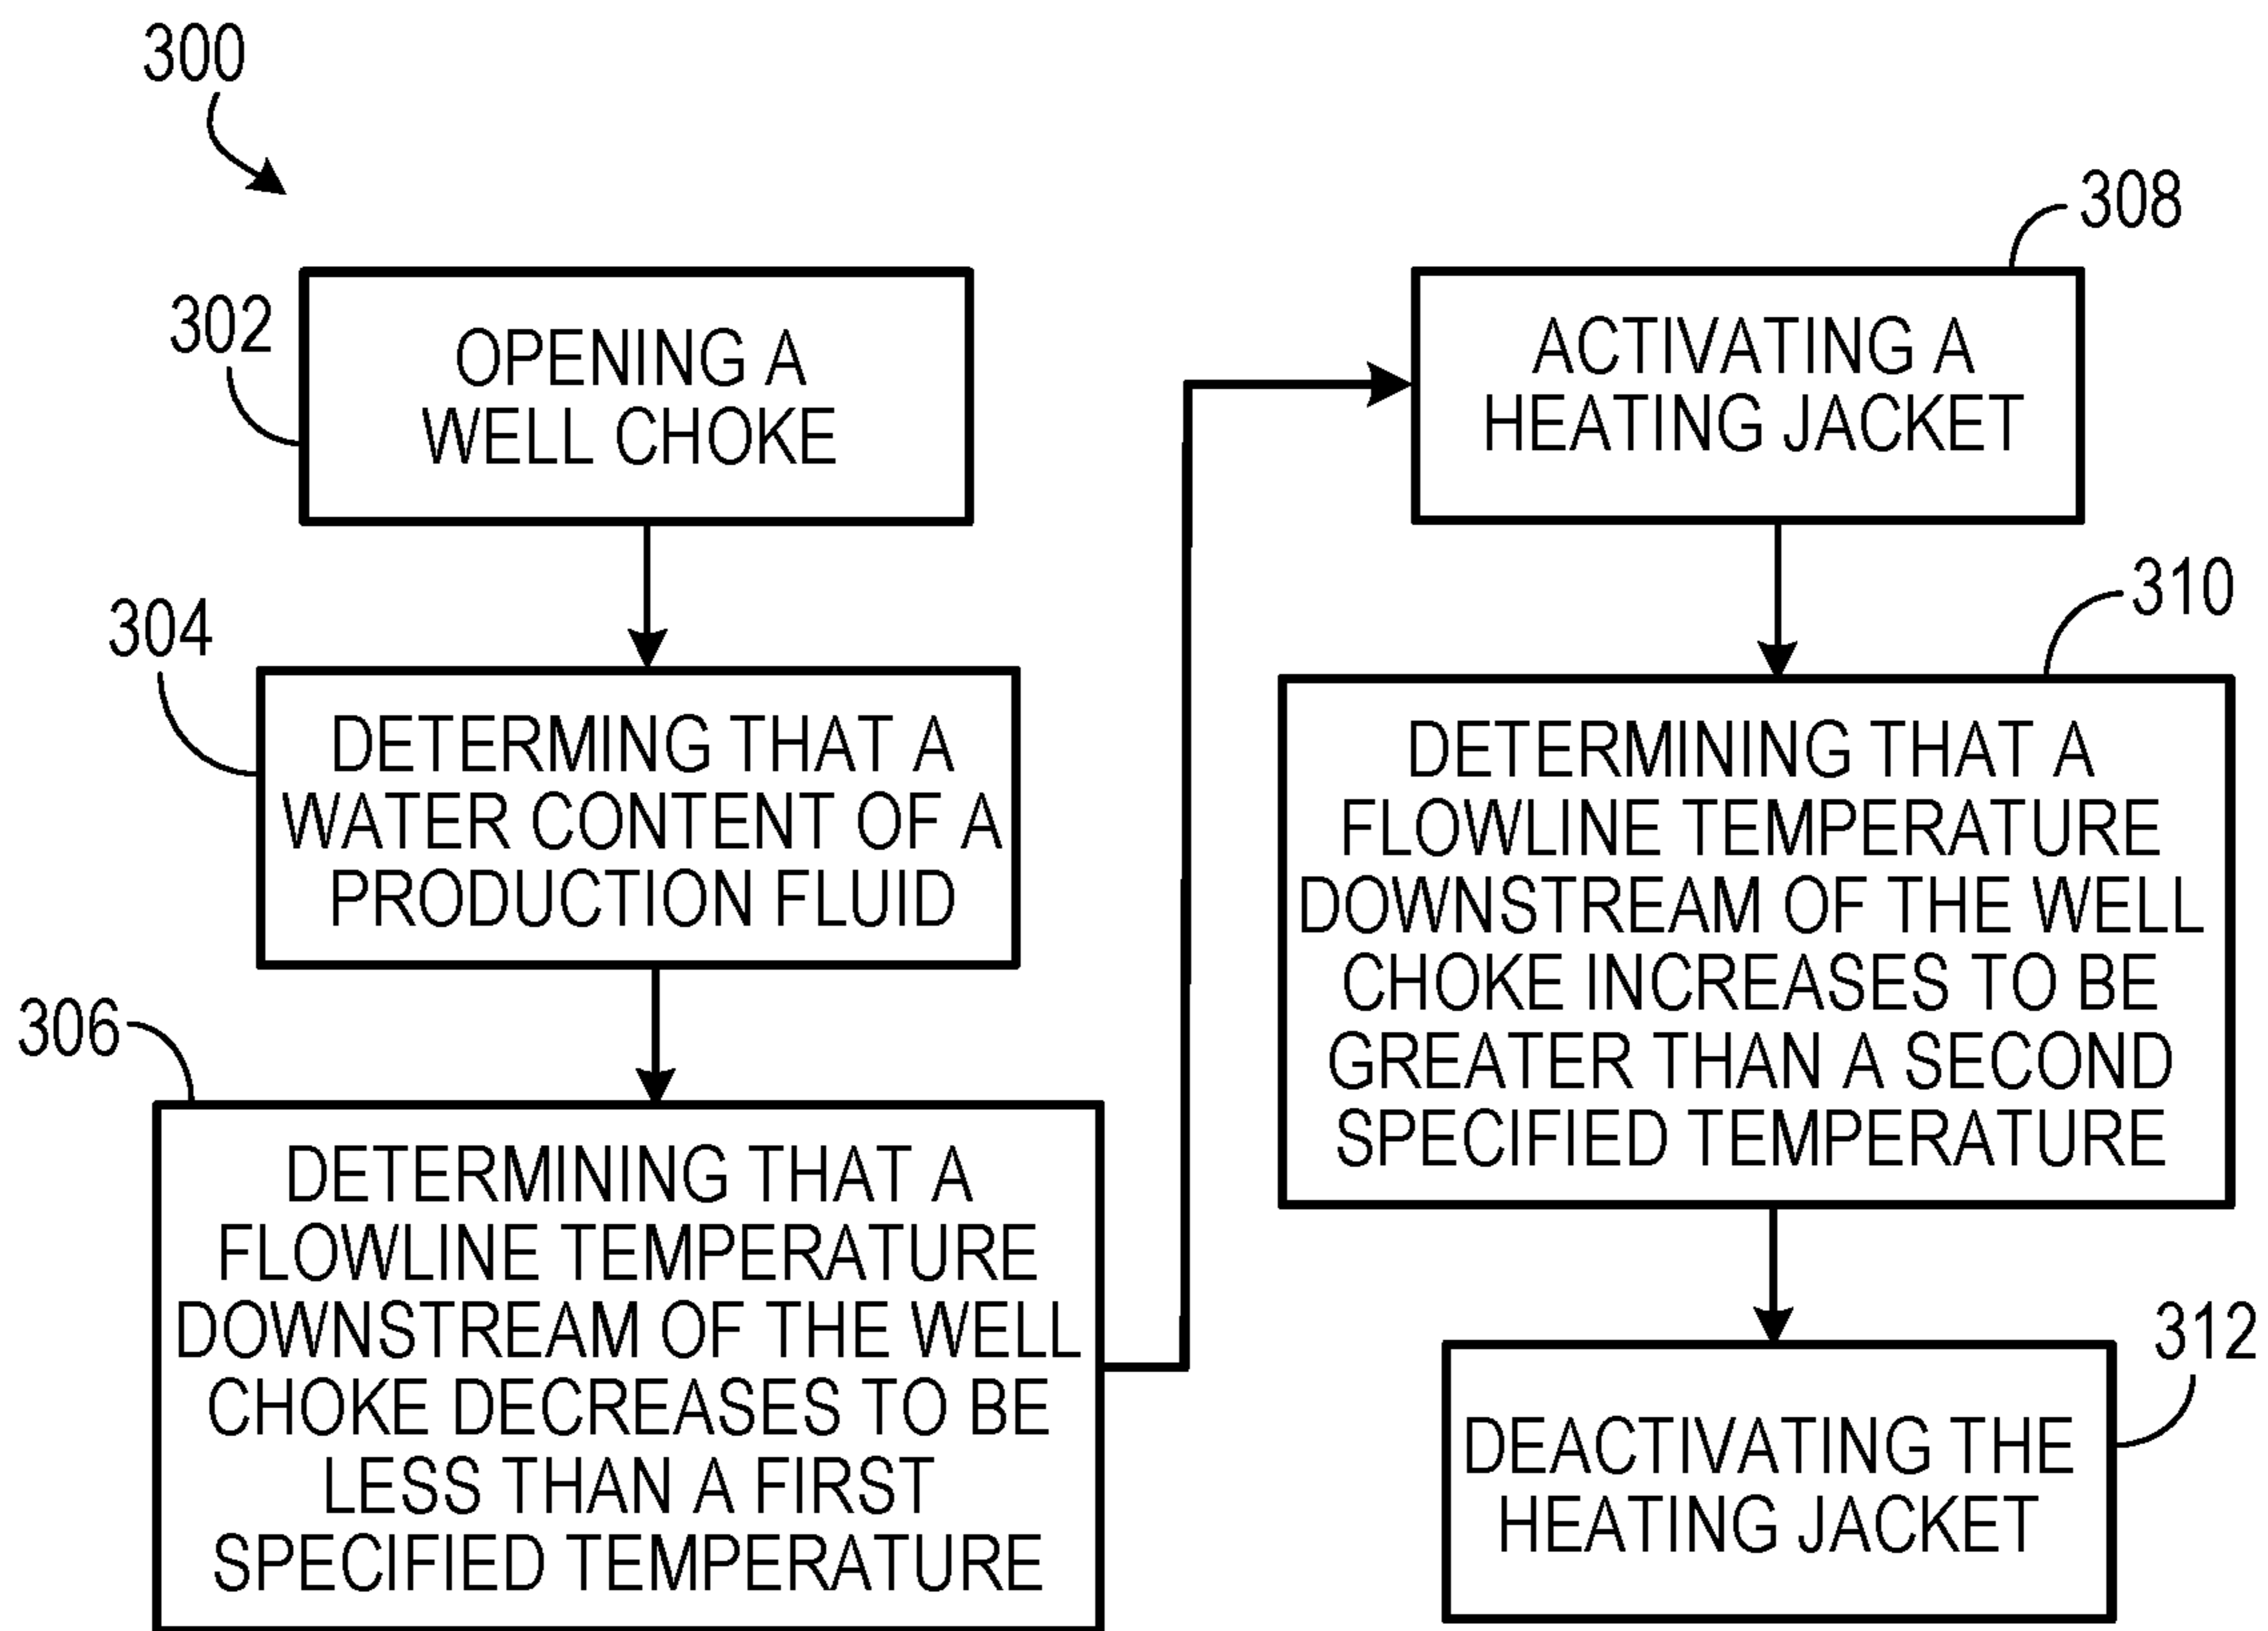 300
302
OPENING A
WELL CHOKE
304
DETERMING THAT A
WATER CONTENT OF A
PRODUCTION FLUID
306
DETERMINING THAT A
FLOWLINE TEMPERATURE
DOWNSTREAM OF THE WELL
CHOKE DECREASES TO BE
LESS THAN A FIRST
SPECIFIED TEMPERATURE
308
ACTIVATING A
HEATING JACKET
310
DETERMINING THAT A
FLOWLINE TEMPERATURE
DOWNSTREAM OF THE WELL
CHOKE INCREASES TO BE
GREATER THAN A SECOND
SPECIFIED TEMPERATURE
312
DEACTIVATING THE
HEATING JACKET